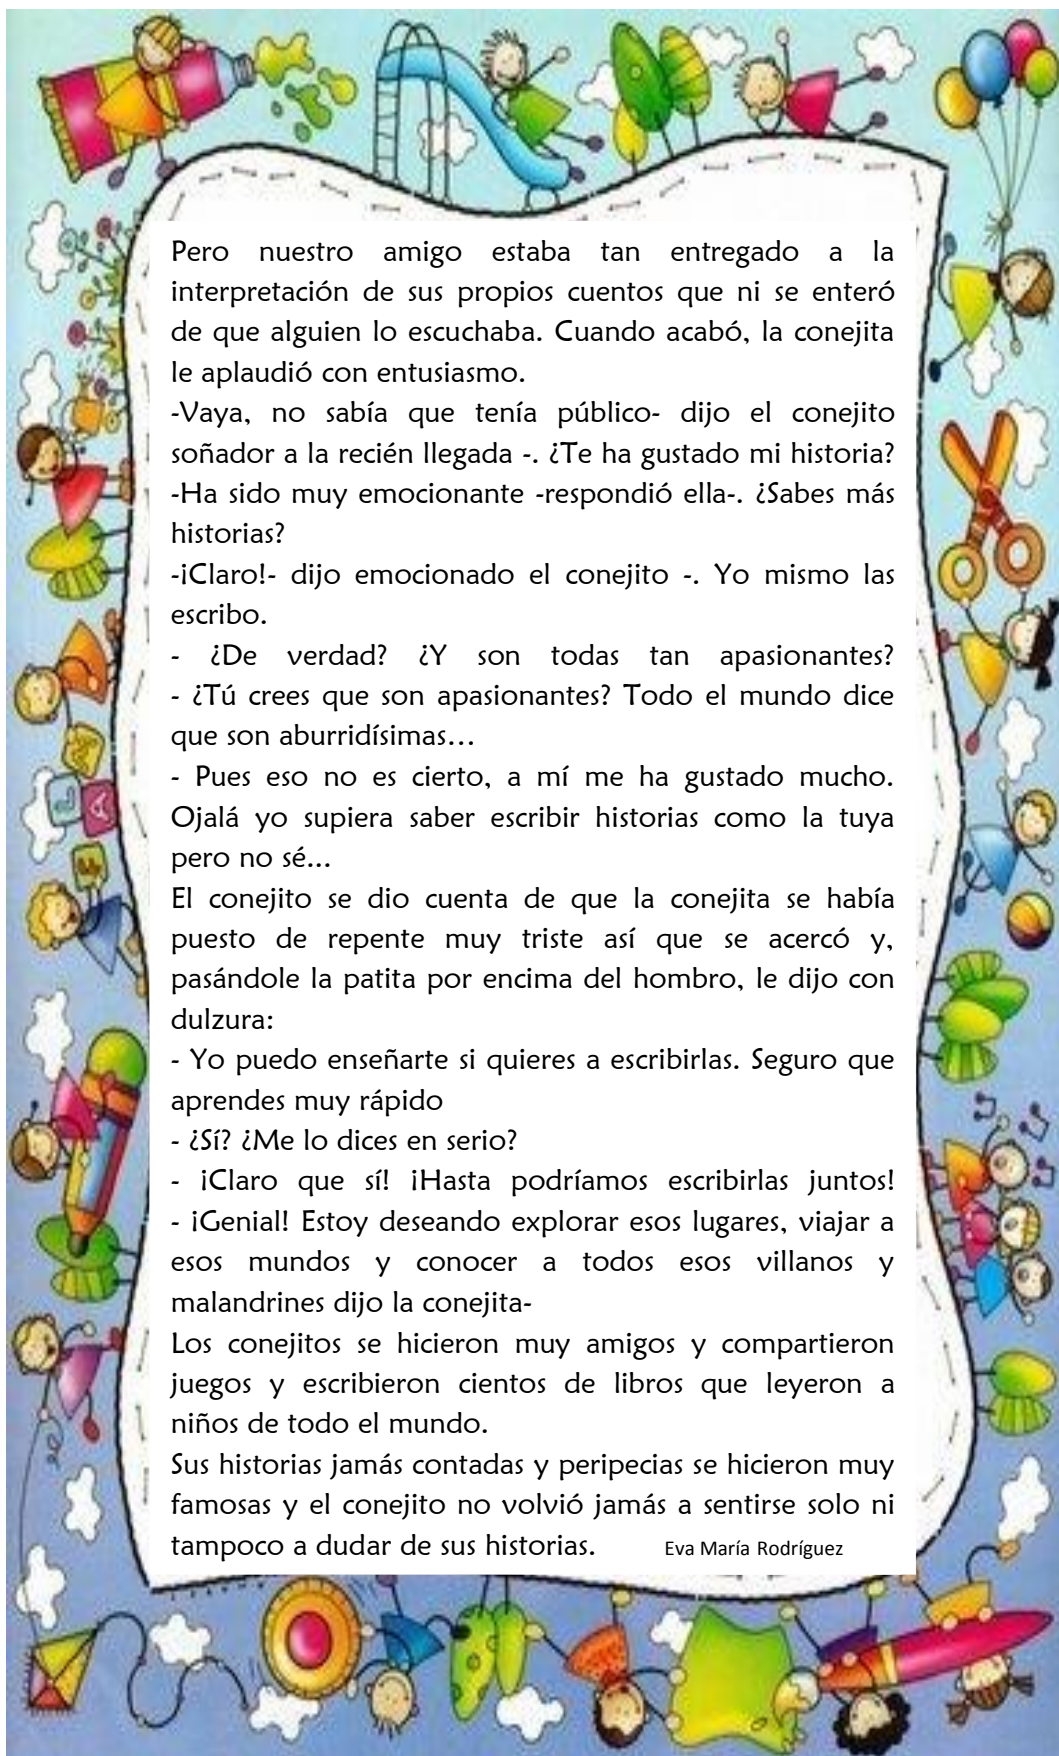 Pero nuestro amigo estaba tan entregado a la
interpretación de sus propios cuentos que ni se enteró
de que alguien lo escuchaba. Cuando acabó, la conejita
le aplaudió con entusiasmo.
-Vaya, no sabía que tenía público- dijo el conejito
soñador a la recién llegada -. ¿Te ha gustado mi historia?
-Ha sido muy emocionante -respondió ella-. ¿Sabes más
historias?
-¡Claro!- dijo emocionado el conejito -. Yo mismo las
escribo.
- ¿De verdad? ¿Y son todas tan apasionantes?
- ¿Tú crees que son apasionantes? Todo el mundo dice
que son aburridísimas...
- Pues eso no es cierto, a mí me ha gustado mucho.
Ojalá yo supiera saber escribir historias como la tuya
pero no sé...
El conejito se dio cuenta de que la conejita se había
puesto de repente muy triste así que se acercó y,
pasándole la patita por encima del hombro, le dijo con
dulzura:
- Yo puedo enseñarte si quieres a escribirlas. Seguro que
aprendes muy rápido
- ¿Sí? ¿Me lo dices en serio?
- ¡Claro que sí! ¡Hasta podríamos escribirlas juntos!
- ¡Genial! Estoy deseando explorar esos lugares, viajar a
esos mundos y conocer a todos esos villanos y
malandrines dijo la conejita-
Los conejitos se hicieron muy amigos y compartieron
juegos y escribieron cientos de libros que leyeron a
niños de todo el mundo.
Sus historias jamás contadas y peripecias se hicieron muy
famosas y el conejito no volvió jamás a sentirse solo ni
tampoco a dudar de sus historias. Eva María Rodríguez